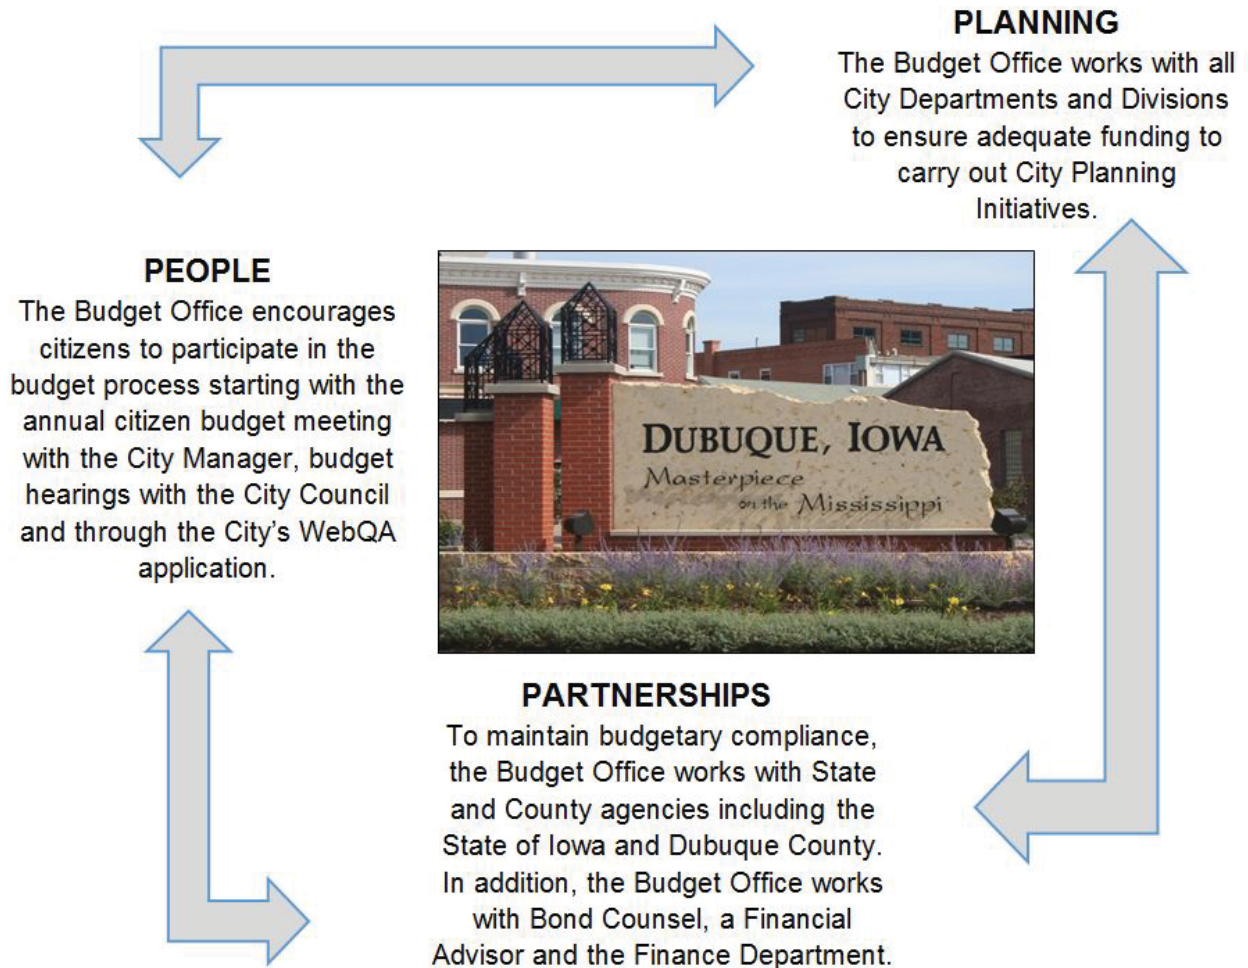 PLANNING
The Budget Office works with all
City Departments and Divisions
to ensure adequate funding to
carry out City Planning
Initiatives.
PEOPLE
The Budget Office encourages
citizens to participate in the
budget process starting with the
annual citizen budget meeting
with the City Manager, budget
hearings with the City Council
and through the City's WebQA
application.
DUBUQUE, IOWA
Masterpiece
on the Mississippi
PARTNERSHIPS
To maintain budgetary compliance,
the Budget Office works with State
and County agencies including the
State of Iowa and Dubuque County.
In addition, the Budget Office works
with Bond Counsel, a Financial
Advisor and the Finance Department.